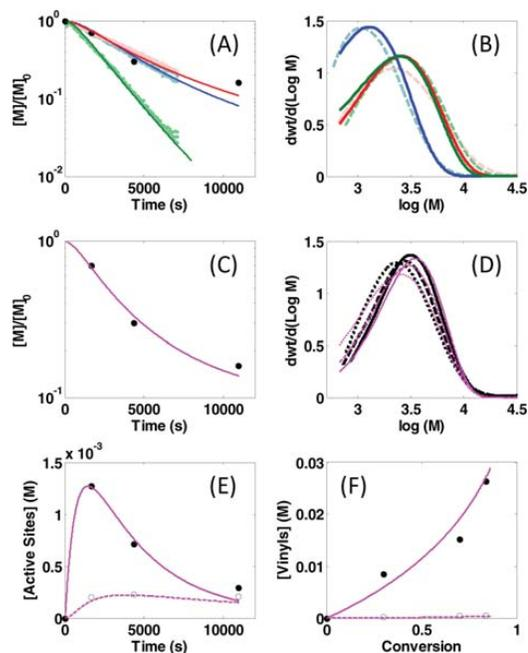 (A)
10^0
10^-1
10^-2
[M]/[M]_0
0 5000 10000
Time (s)
(B)
1.5
1
0.5
0
dwt/d(Log M)
2.5 3 3.5 4 4.5
log (M)
(C)
10^0
10^-1
[M]/[M]_0
0 5000 10000
Time (s)
(D)
1.5
1
0.5
0
dwt/d(Log M)
2.5 3 3.5 4 4.5
log (M)
(E)
x 10^-3
1.5
1
0.5
0
[Active Sites] (M)
0 5000 10000
Time (s)
(F)
0.03
0.02
0.01
0
[Vinyls] (M)
0 0.5 1
Conversion